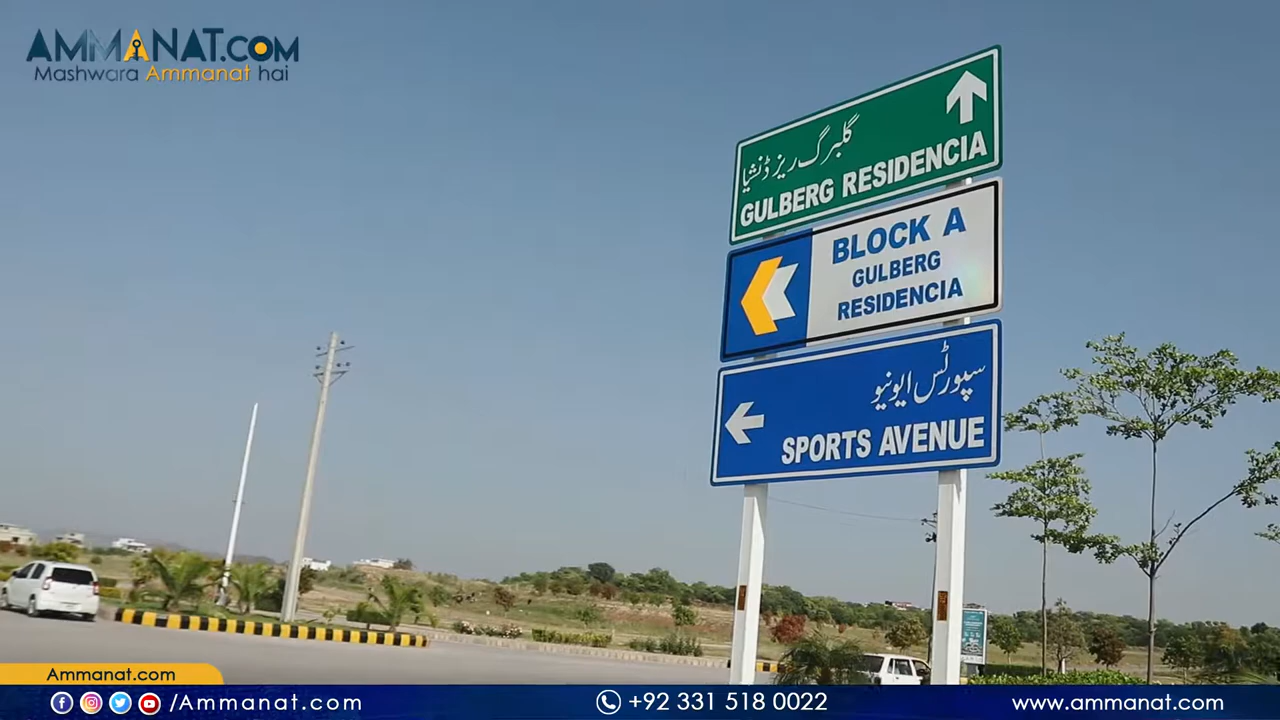 AMMANAT.COM
Mashwara Ammanat hai
گلبرگ ریزڈنشیا
GULBERG RESIDENCIA
BLOCK A
GULBERG
RESIDENCIA
سپورٹس ایونیو
SPORTS AVENUE
Ammanat.com
/Ammanat.com
+92 331 518 0022
www.ammanat.com